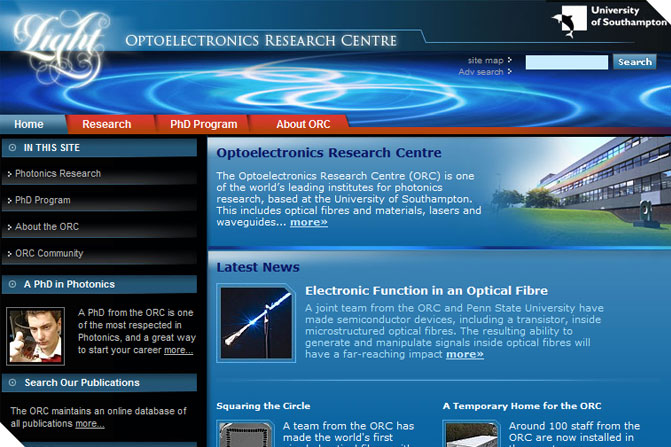 Light
OPTOELECTRONICS RESEARCH CENTRE
University
of Southampton
site map
Adv search
Search
Home
Research
PhD Program
About ORC
IN THIS SITE
Photonics Research
PhD Program
About the ORC
ORC Community
A PhD in Photonics
A PhD from the ORC is
one of the most respected in
Photonics, and a great way
to start your career more...
Search Our Publications
The ORC maintains an online database of
all publications more...
Optoelectronics Research Centre
The Optoelectronics Research Centre (ORC) is one
of the world's leading institutes for photonics
research, based at the University of Southampton.
This includes optical fibres and materials, lasers and
waveguides... more»
Latest News
Electronic Function in an Optical Fibre
A joint team from the ORC and Penn State University have
made semiconductor devices, including a transistor, inside
microstructured optical fibres. The resulting ability to
generate and manipulate signals inside optical fibres will
have a far-reaching impact more»
Squaring the Circle
A team from the ORC has
made the world's first
A Temporary Home for the ORC
Around 100 staff from the
ORC are now installed in